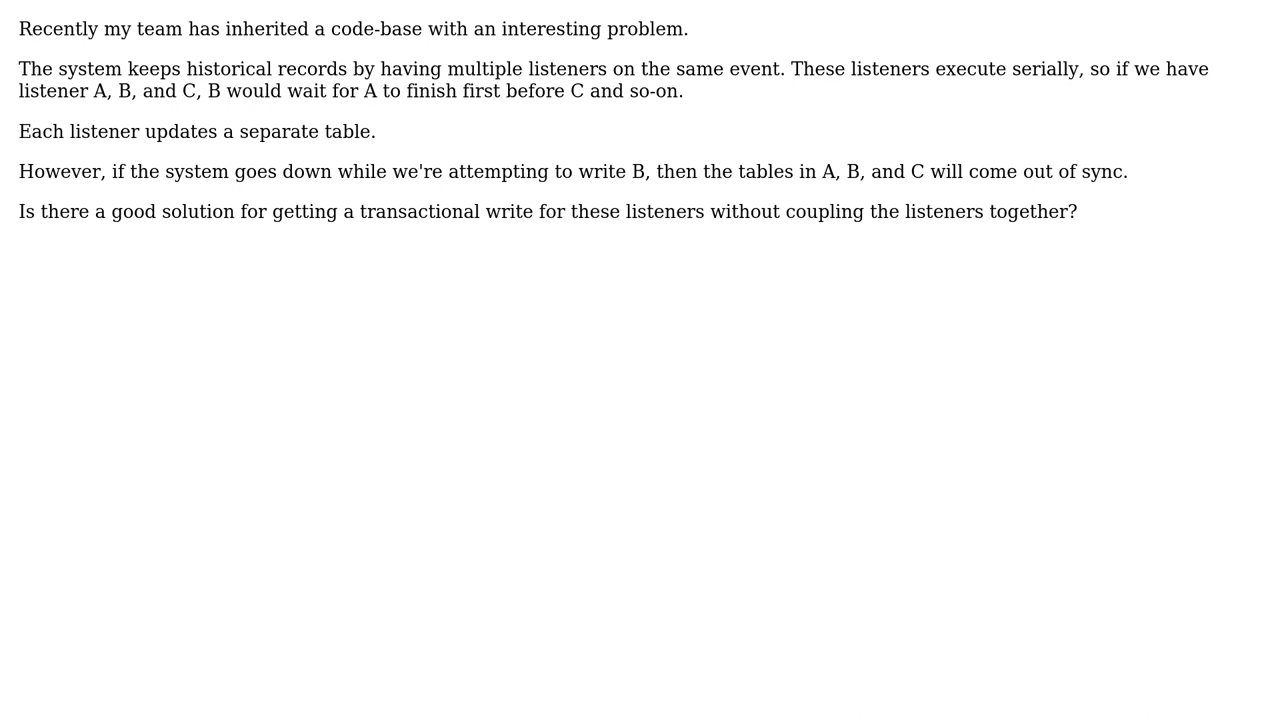 Recently my team has inherited a code-base with an interesting problem.
The system keeps historical records by having multiple listeners on the same event. These listeners execute serially, so if we have
listener A, B, and C, B would wait for A to finish first before C and so-on.
Each listener updates a separate table.
However, if the system goes down while we're attempting to write B, then the tables in A, B, and C will come out of sync.
Is there a good solution for getting a transactional write for these listeners without coupling the listeners together?